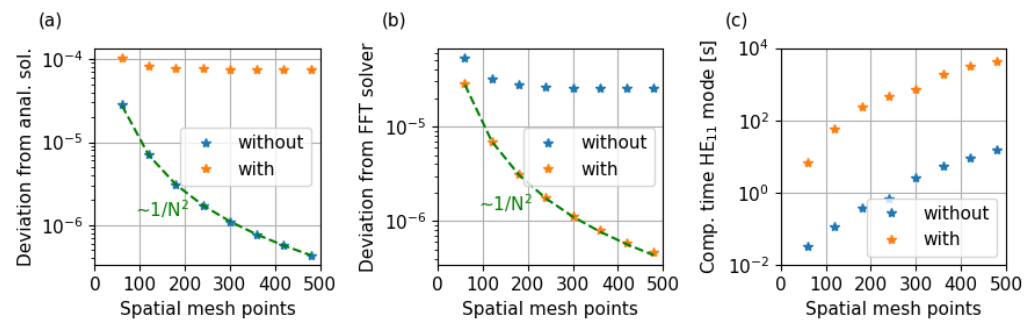 (a)
Deviation from anal. sol.
10⁻⁴
10⁻⁵
10⁻⁶
without
with
~1/N²
0 100 200 300 400 500
Spatial mesh points
(b)
Deviation from FFT solver
10⁻⁵
10⁻⁶
without
with
~1/N²
0 100 200 300 400 500
Spatial mesh points
(c)
Comp. time HE₁₁ mode [s]
10⁴
10²
10⁰
10⁻²
without
with
0 100 200 300 400 500
Spatial mesh points